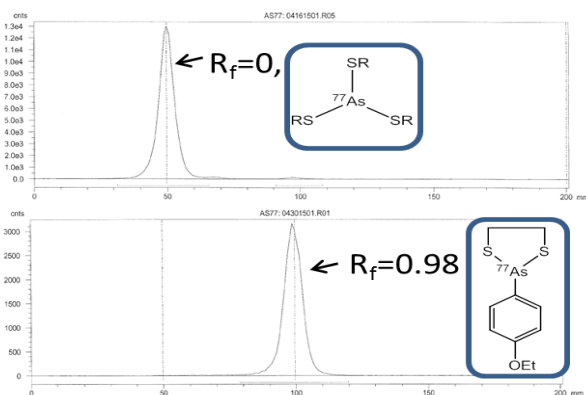 cnts
AS77: 04161501.R05
1.3e4
1.2e4
1.1e4
1.0e4
9.0e3
8.0e3
7.0e3
6.0e3
5.0e3
4.0e3
3.0e3
2.0e3
1.0e3
0.0
Rf=0,
SR
77As
RS
SR
0
50
100
150
200
mm
cnts
AS77: 04301501.R01
3000
2500
2000
1500
1000
500
0
Rf=0.98
S
S
77As
OEt
0
50
100
150
200
mm